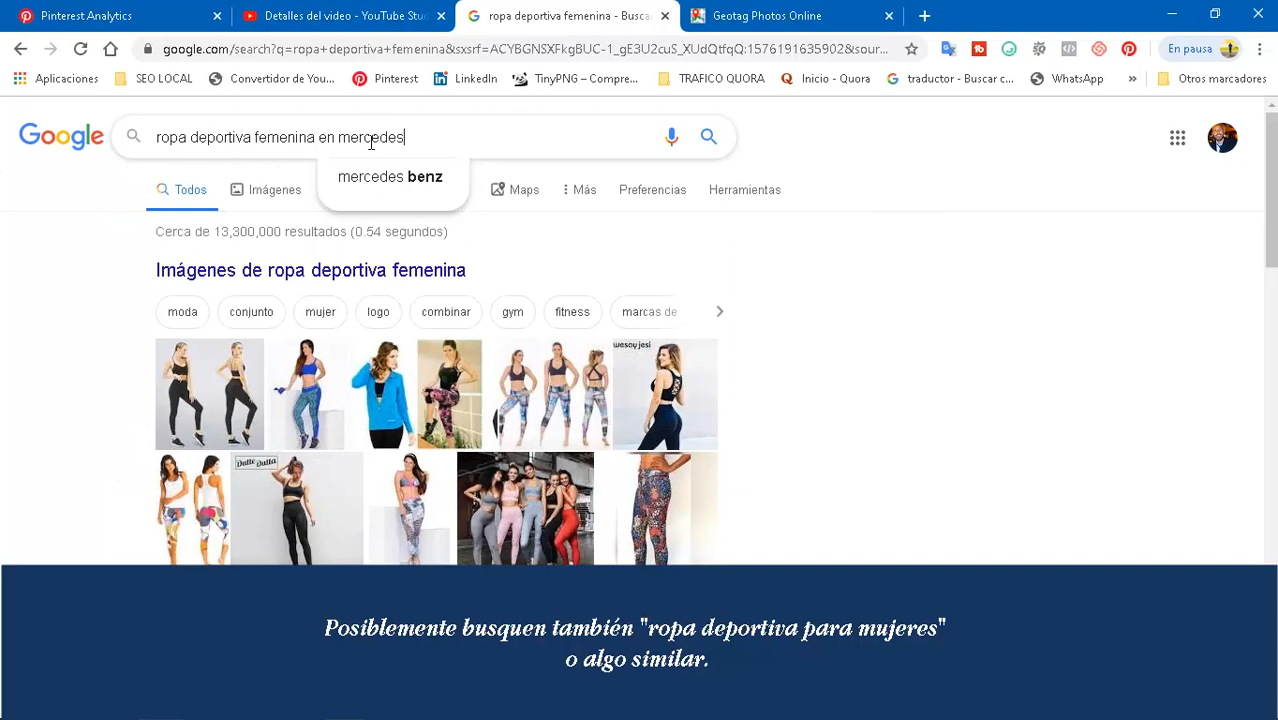 Pinterest Analytics
Detalles del video - YouTube Stu
ropa deportiva femenina - Busca
Geotag Photos Online
google.com/search?q=ropa+deportiva+femenina&sxsrf=ACYBGNSXFkgBUC-1_gE3U2cuS_XUdQtfqQ:1576191635902&sour...
En pausa
Aplicaciones
SEO LOCAL
Convertidor de You...
Pinterest
LinkedIn
TinyPNG – Compre...
TRAFICO QUORA
Inicio - Quora
traductor - Buscar c...
WhatsApp
Otros marcadores
Google
ropa deportiva femenina en mercedes
mercedes benz
Todos
Imágenes
Maps
Más
Preferencias
Herramientas
Cerca de 13,300,000 resultados (0.54 segundos)
Imágenes de ropa deportiva femenina
moda
conjunto
mujer
logo
combinar
gym
fitness
marcas de
wesay jesi
Dutte Dutta
Posiblemente busquen también "ropa deportiva para mujeres"
o algo similar.